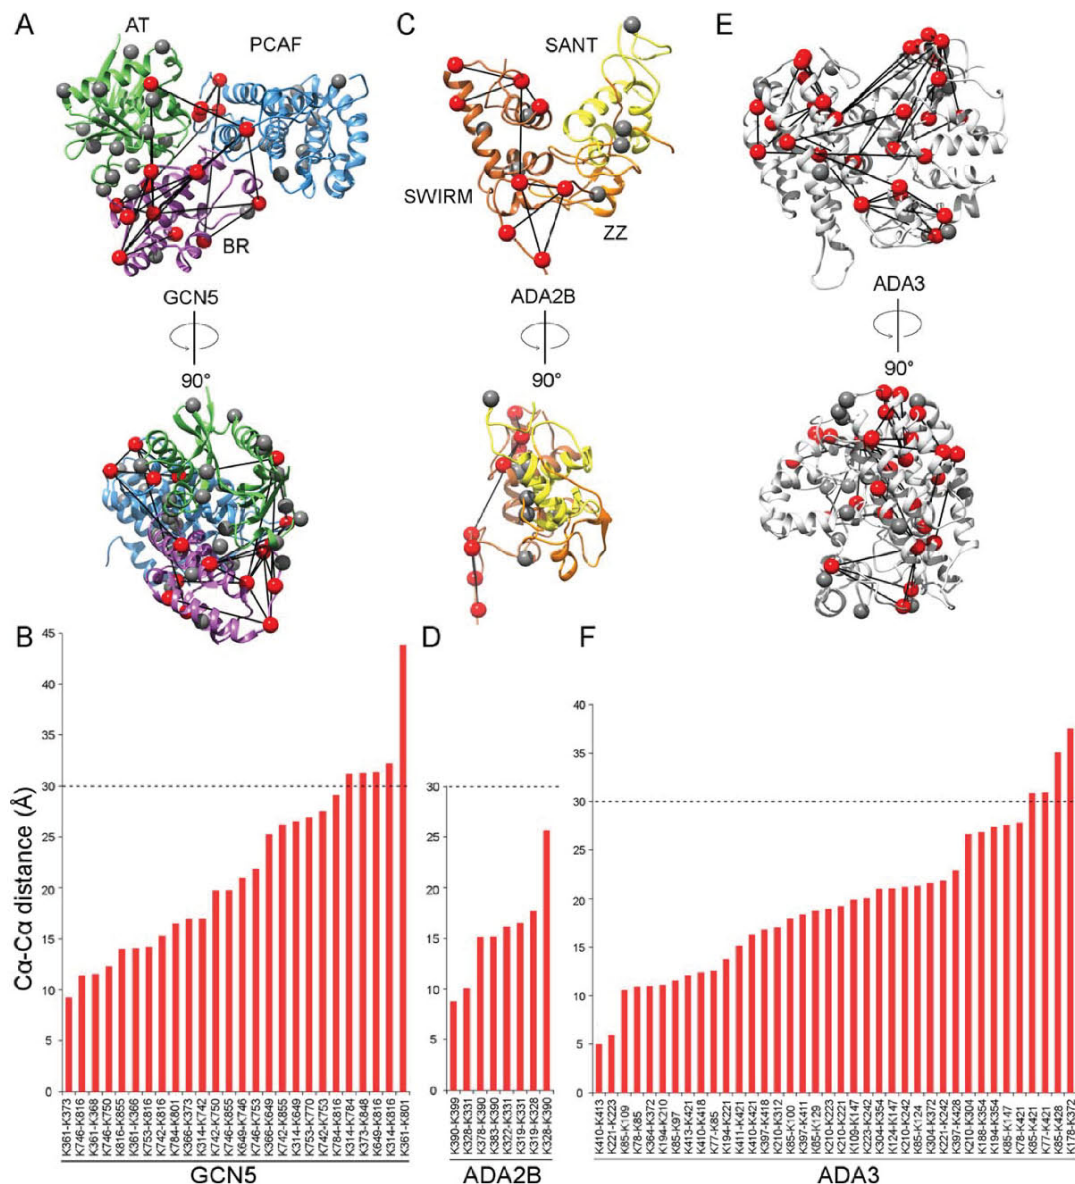 A
AT
PCAF
BR
GCN5
90°
C
SANT
SWIRM
ZZ
ADA2B
90°
E
ADA3
90°
B
Cα-Cα distance (Å)
45
40
35
30
25
20
15
10
5
0
K361-K373
K746-K816
K361-K368
K746-K750
K816-K855
K361-K366
K753-K816
K742-K816
K784-K801
K366-K373
K314-K742
K742-K750
K746-K855
K649-K746
K746-K753
K366-K649
K742-K855
K314-K649
K753-K770
K742-K753
K784-K816
K314-K784
K373-K848
K649-K816
K314-K816
K361-K801
GCN5
D
30
25
20
15
10
5
0
K390-K399
K328-K331
K378-K390
K383-K390
K322-K331
K319-K331
K319-K328
K328-K390
ADA2B
F
40
35
30
25
20
15
10
5
0
K410-K413
K221-K223
K85-K109
K78-K85
K364-K372
K194-K210
K85-K97
K413-K421
K410-K418
K77-K85
K194-K221
K411-K421
K410-K421
K397-K418
K210-K312
K85-K100
K397-K411
K85-K129
K210-K223
K210-K221
K109-K147
K223-K242
K304-K354
K124-K147
K210-K242
K85-K124
K304-K372
K221-K242
K397-K428
K210-K304
K188-K354
K194-K354
K85-K147
K78-K421
K85-K421
K77-K421
K85-K428
K178-K372
ADA3